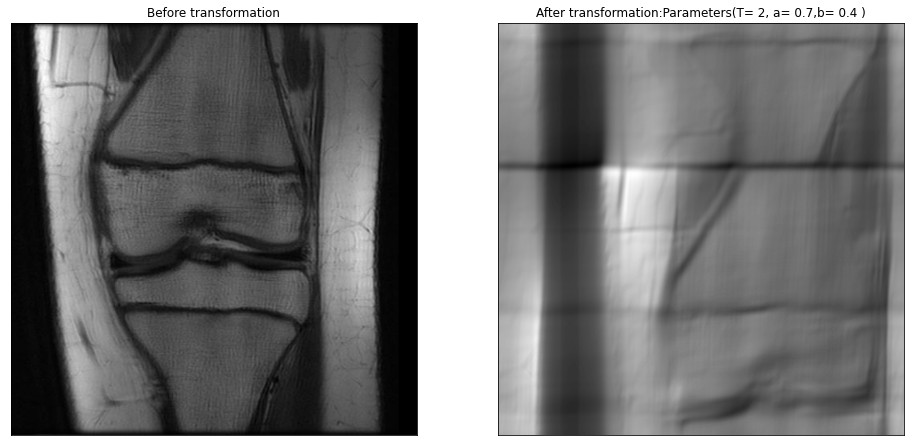 Before transformation
After transformation:Parameters(T= 2, a= 0.7,b= 0.4 )